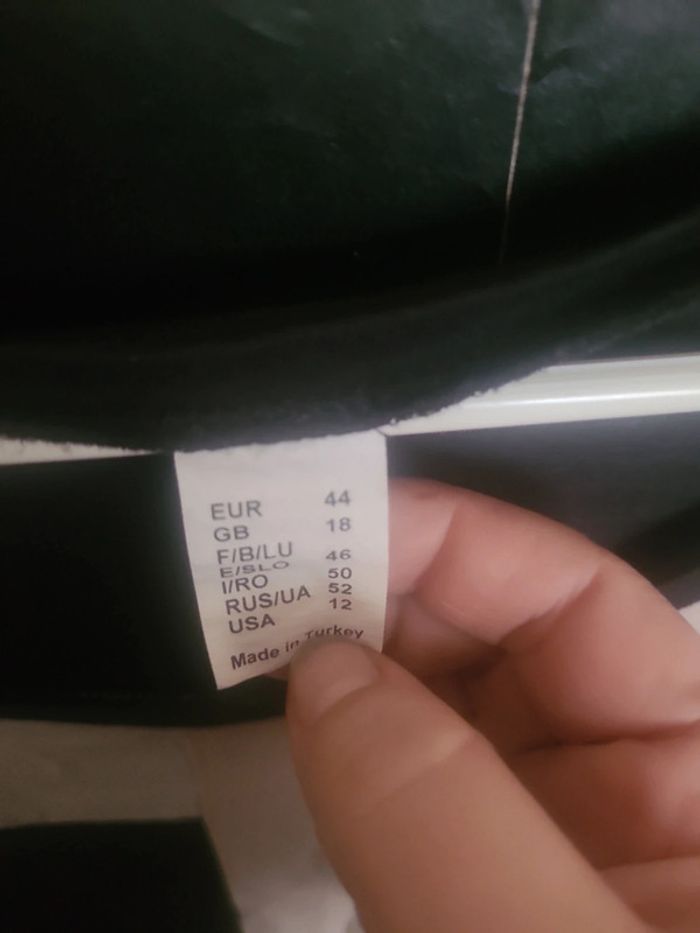 EUR 44
GB 18
F/B/LU
E/SLO 46
I/RO 50
RUS/UA 52
USA 12
Made in Turkey